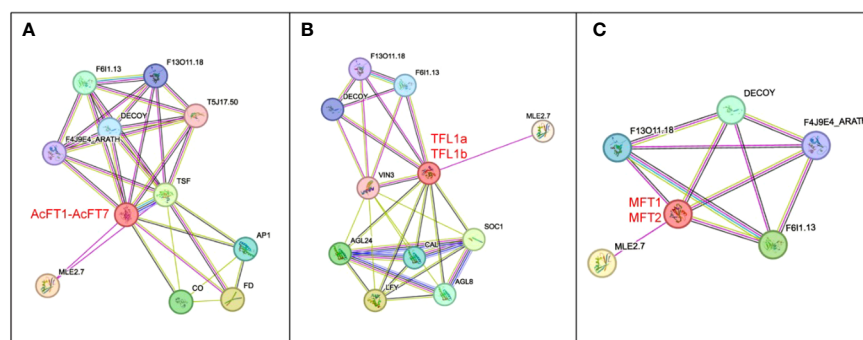 A
F6I1.13
F13O11.18
T5J17.50
DECOY
F4J9E4_ARATH
TSF
AcFT1-AcFT7
AP1
MLE2.7
CO
FD
B
F13O11.18
F6I1.13
DECOY
MLE2.7
TFL1a
TFL1b
VIN3
SOC1
AGL24
CAL
LFY
AGL8
C
DECOY
F13O11.18
F4J9E4_ARATH
MFT1
MFT2
F6I1.13
MLE2.7